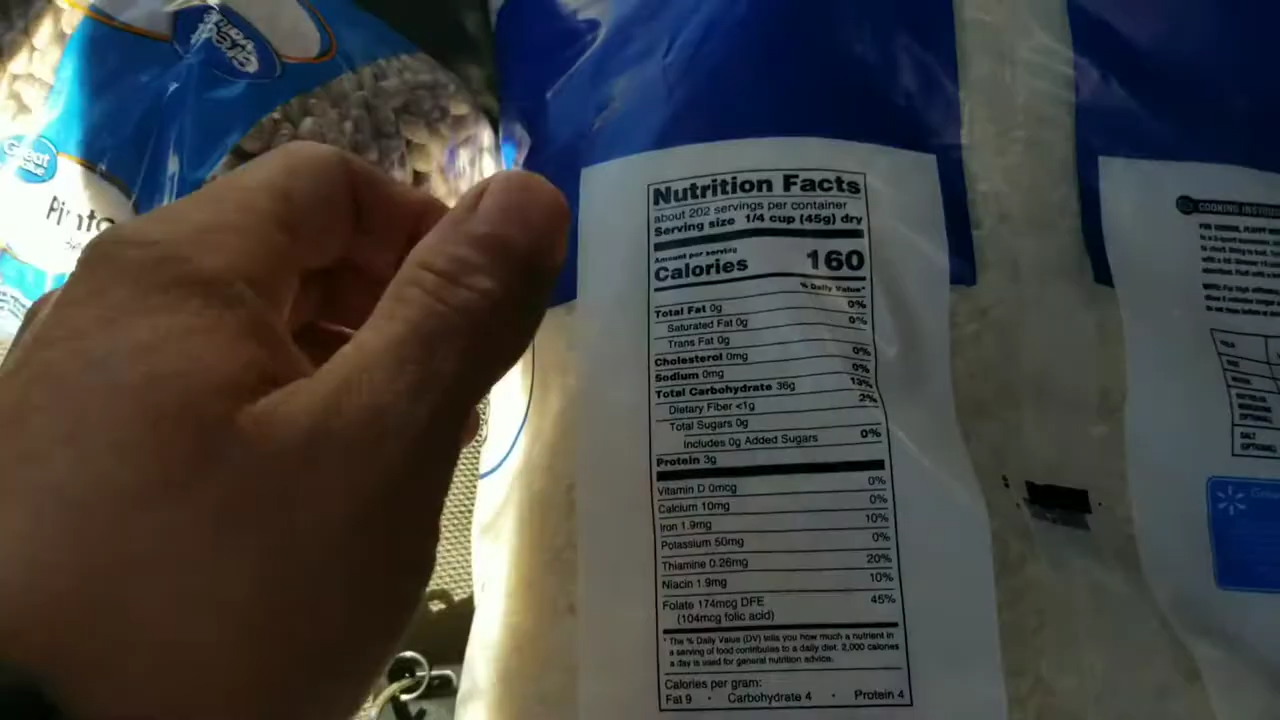 Great Value
Great
Value
Pinto
Nutrition Facts
about 202 servings per container
Serving size 1/4 cup (45g) dry
Amount per serving
Calories 160
% Daily Value*
Total Fat 0g 0%
Saturated Fat 0g 0%
Trans Fat 0g
Cholesterol 0mg 0%
Sodium 0mg 0%
Total Carbohydrate 36g 13%
Dietary Fiber <1g 2%
Total Sugars 0g
Includes 0g Added Sugars 0%
Protein 3g
Vitamin D 0mcg 0%
Calcium 10mg 0%
Iron 1.9mg 10%
Potassium 50mg 0%
Thiamine 0.26mg 20%
Niacin 1.9mg 10%
Folate 174mcg DFE 45%
(104mcg folic acid)
* The % Daily Value (DV) tells you how much a nutrient in
a serving of food contributes to a daily diet. 2,000 calories
a day is used for general nutrition advice.
Calories per gram:
Fat 9 · Carbohydrate 4 · Protein 4
COOKING INSTRUC
SALT
(OPTIONAL)